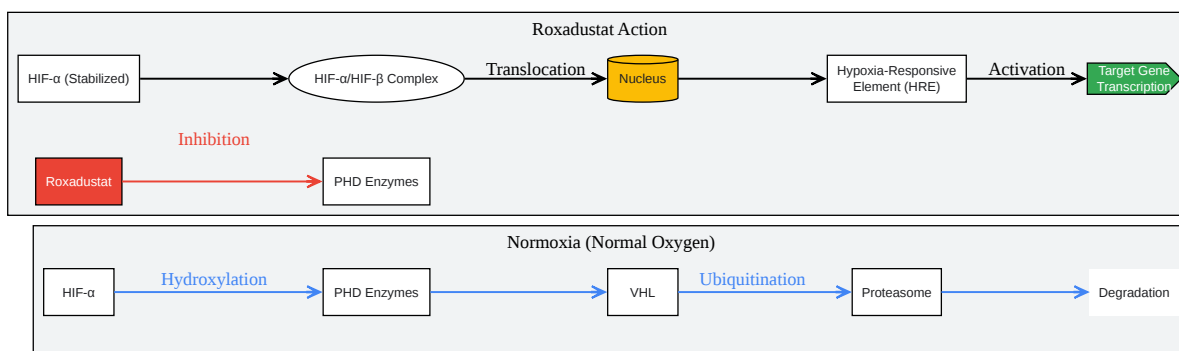 Roxadustat Action
HIF-α (Stabilized)
HIF-α/HIF-β Complex
Translocation
Nucleus
Hypoxia-Responsive
Element (HRE)
Activation
Target Gene
Transcription
Inhibition
Roxadustat
PHD Enzymes
Normoxia (Normal Oxygen)
HIF-α
Hydroxylation
PHD Enzymes
VHL
Ubiquitination
Proteasome
Degradation